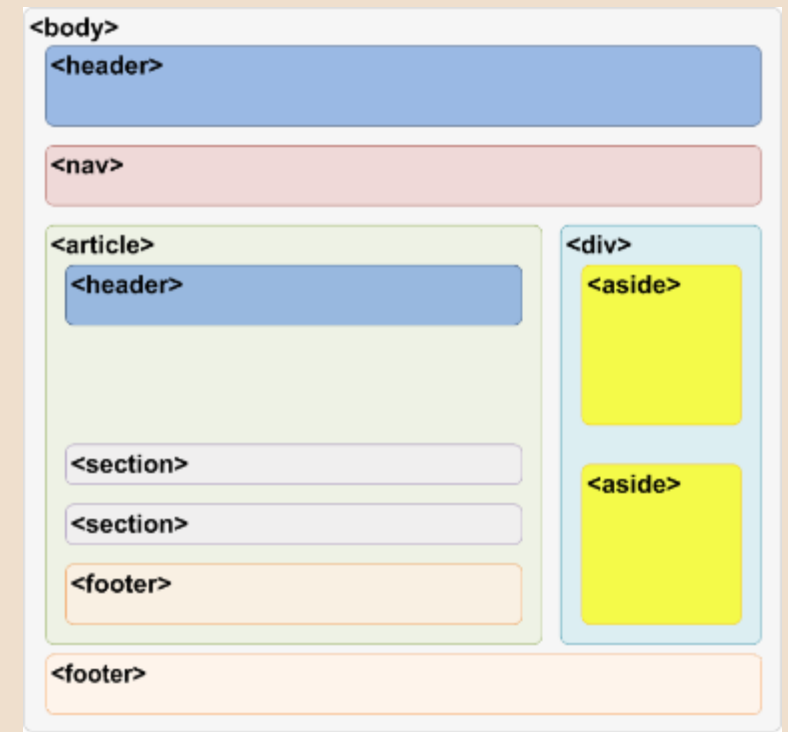 <body>
<header>
<nav>
<article>
<header>
<section>
<section>
<footer>
<div>
<aside>
<aside>
<footer>